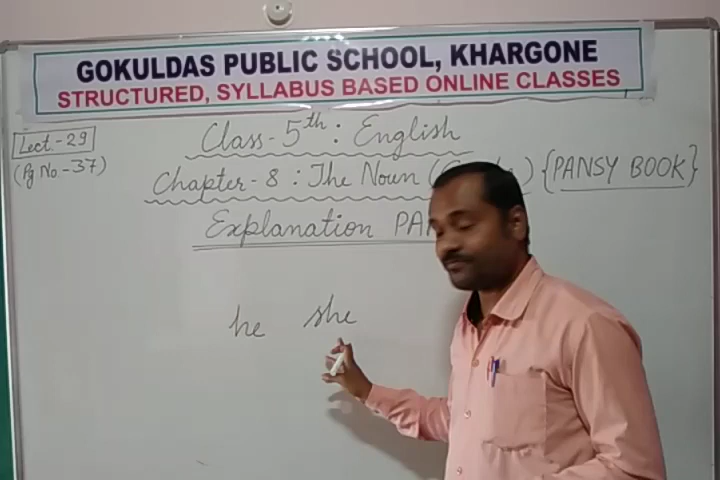 GOKULDAS PUBLIC SCHOOL, KHARGONE
STRUCTURED, SYLLABUS BASED ONLINE CLASSES
Lect.-29
(Pg No-37)
Class-5th : English
Chapter-8 : The Noun ( ) {PANSY BOOK}
Explanation
he she